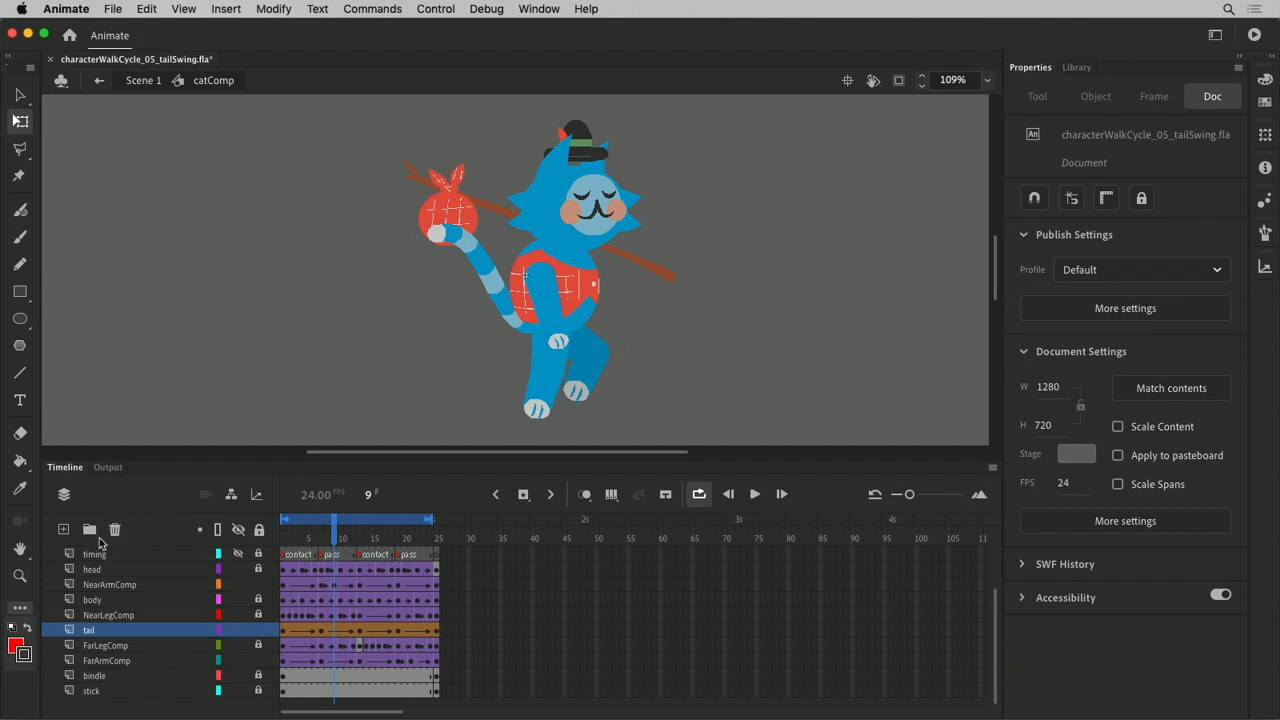 Animate File Edit View Insert Modify Text Commands Control Debug Window Help
Animate
characterWalkCycle_05_tailSwing.fla*
Scene 1 catComp 109%
Properties Library
Tool Object Frame Doc
An characterWalkCycle_05_tailSwing.fla
Document
Publish Settings
Profile Default
More settings
Document Settings
W 1280 Match contents
H 720 Scale Content
Stage Apply to pasteboard
FPS 24 Scale Spans
More settings
SWF History
Accessibility
Timeline Output
24.00 FPS 9 F
1s 2s 3s 4s
5 10 15 20 25 30 35 40 45 50 55 60 65 70 75 80 85 90 95 100 105 11
timing contact pass contact pass
head
NearArmComp
body
NearLegComp
tail
FarLegComp
FarArmComp
bindle
stick
T